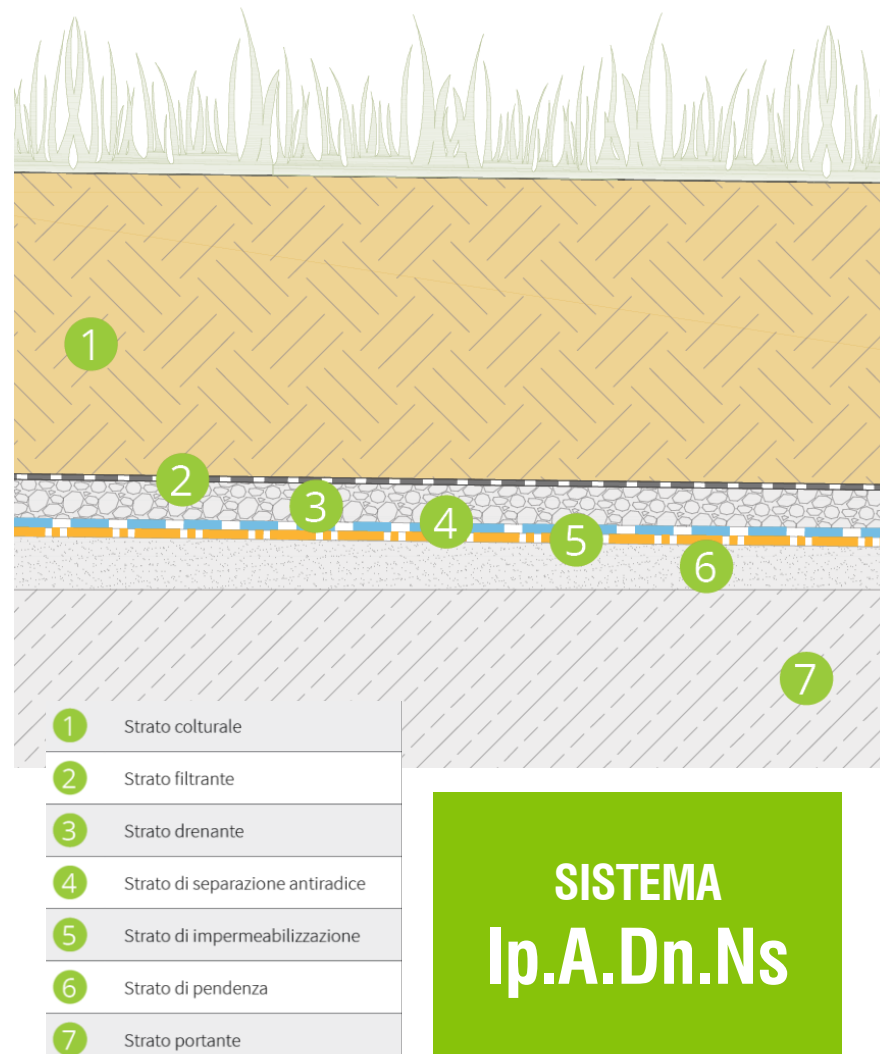 1
2
3
4
5
6
7
1 Strato colturale
2 Strato filtrante
3 Strato drenante
4 Strato di separazione antiradice
5 Strato di impermeabilizzazione
6 Strato di pendenza
7 Strato portante
SISTEMA
Ip.A.Dn.Ns